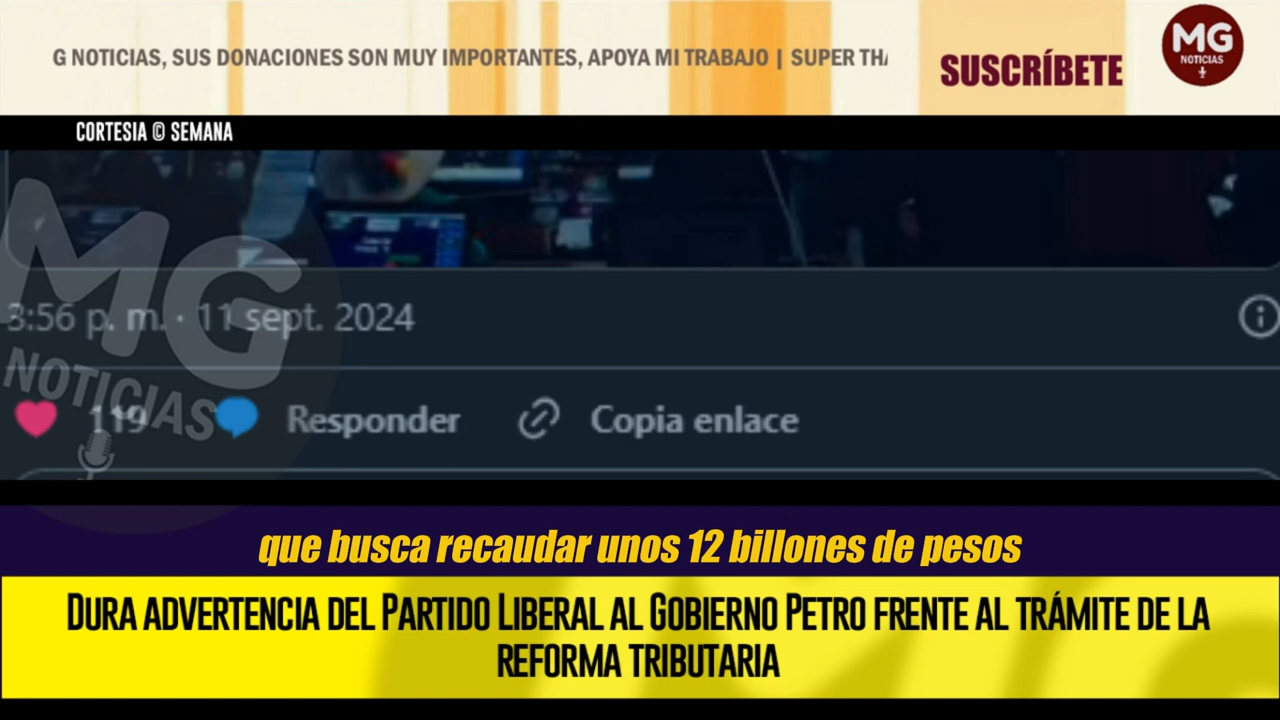 G NOTICIAS, SUS DONACIONES SON MUY IMPORTANTES, APOYA MI TRABAJO | SUPER THA
SUSCRÍBETE
MG
NOTICIAS
CORTESIA © SEMANA
MG
NOTICIAS
3:56 p. m. · 11 sept. 2024
119 Responder Copia enlace
que busca recaudar unos 12 billones de pesos
DURA ADVERTENCIA DEL PARTIDO LIBERAL AL GOBIERNO PETRO FRENTE AL TRÁMITE DE LA
REFORMA TRIBUTARIA